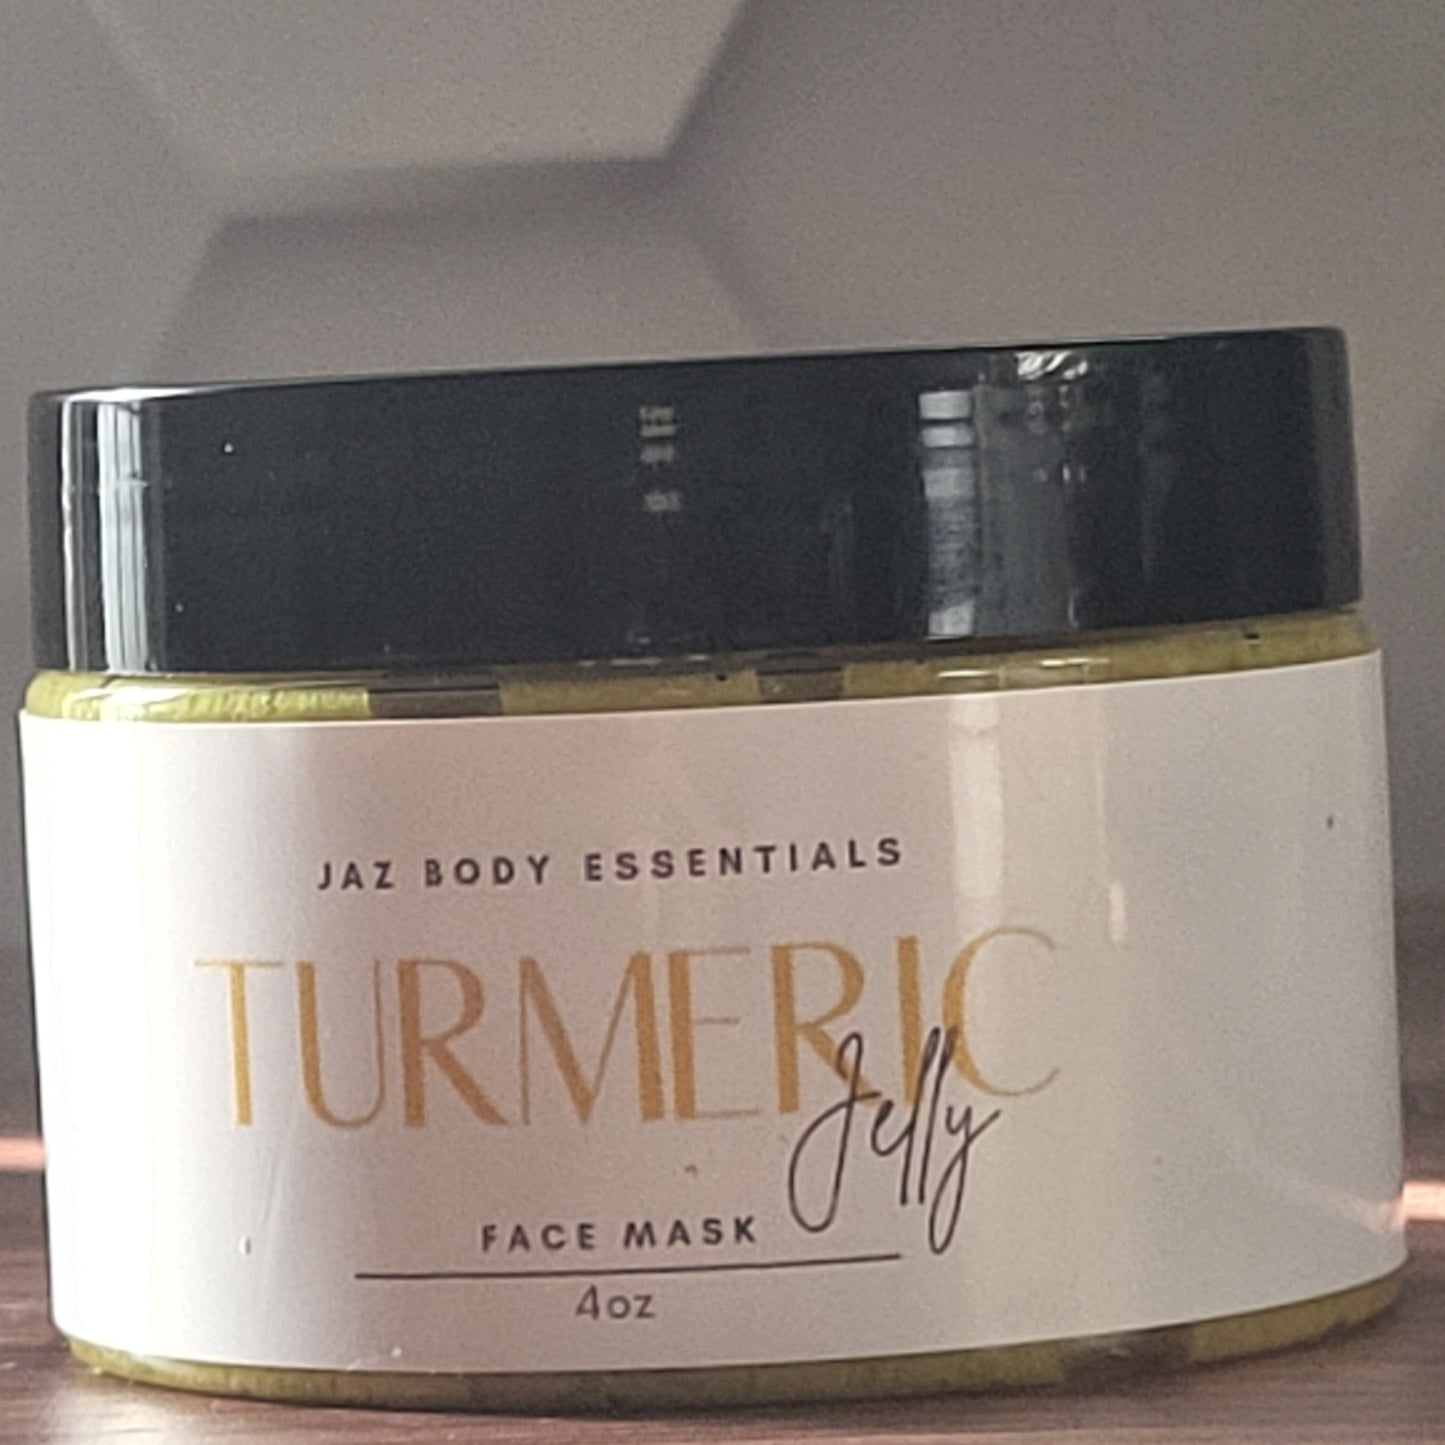 JAZ BODY ESSENTIALS
TURMERIC
Jelly
FACE MASK
4oz